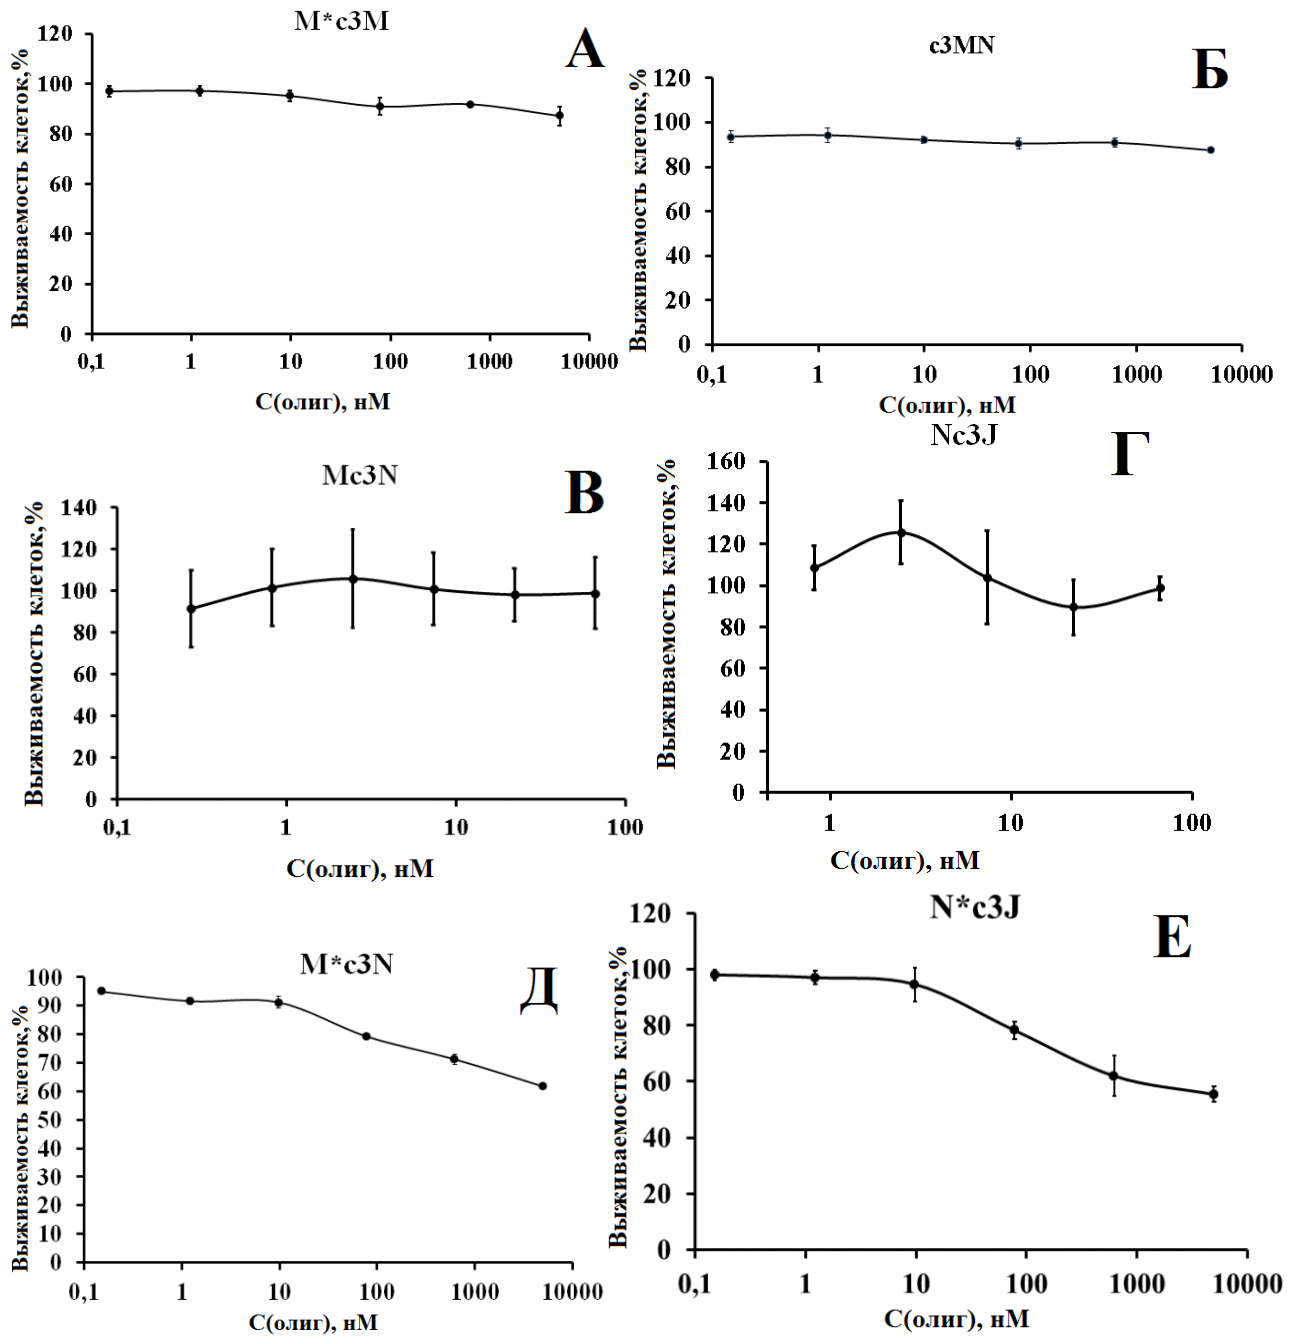 M*c3M
А
Выживаемость клеток,%
120
100
80
60
40
20
0
0,1 1 10 100 1000 10000
С(олиг), нМ
c3MN
Б
Выживаемость клеток,%
120
100
80
60
40
20
0
0,1 1 10 100 1000 10000
С(олиг), нМ
Mc3N
В
Выживаемость клеток,%
140
120
100
80
60
40
20
0
0,1 1 10 100
С(олиг), нМ
Nc3J
Г
Выживаемость клеток,%
160
140
120
100
80
60
40
20
0
1 10 100
С(олиг), нМ
M*c3N
Д
Выживаемость клеток,%
100
90
80
70
60
50
40
30
20
10
0
0,1 1 10 100 1000 10000
С(олиг), нМ
N*c3J
Е
Выживаемость клеток,%
120
100
80
60
40
20
0
0,1 1 10 100 1000 10000
С(олиг), нМ